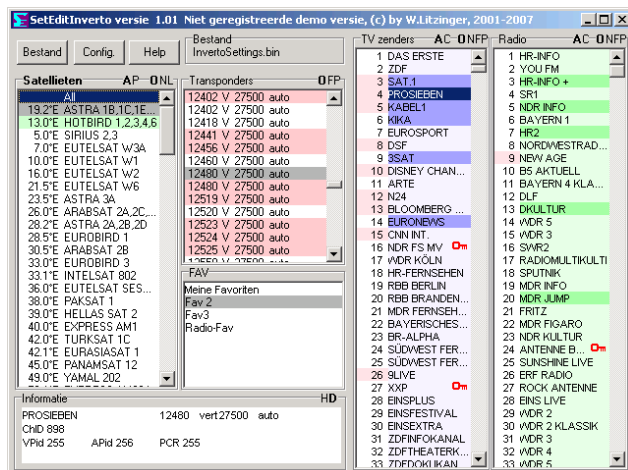 SetEditInverto versie 1.01 Niet geregistreerde demo versie, (c) by W.Litzinger, 2001-2007
Bestand Config. Help
Bestand
InvertoSettings.bin
Satellieten AP ONL
All
19.2°E ASTRA 1B,1C,1E...
13.0°E HOTBIRD 1,2,3,4,6
5.0°E SIRIUS 2,3
7.0°E EUTELSAT W3A
10.0°E EUTELSAT W1
16.0°E EUTELSAT W2
21.5°E EUTELSAT W6
23.5°E ASTRA 3A
26.0°E ARABSAT 2A,2C,...
28.2°E ASTRA 2A,2B,2D
28.5°E EUROBIRD 1
30.5°E ARABSAT 2B
33.0°E EUROBIRD 3
33.1°E INTELSAT 802
36.0°E EUTELSAT SES...
38.0°E PAKSAT 1
39.0°E HELLAS SAT 2
40.0°E EXPRESS AM1
42.0°E TURKSAT 1C
42.1°E EURASIASAT 1
45.0°E PANAMSAT 12
49.0°E YAMAL 202
Transponders OFP
12402 V 27500 auto
12402 V 27500 auto
12418 V 27500 auto
12441 V 27500 auto
12456 V 27500 auto
12460 V 27500 auto
12480 V 27500 auto
12480 V 27500 auto
12519 V 27500 auto
12520 V 27500 auto
12523 V 27500 auto
12524 V 27500 auto
12525 V 27500 auto
12550 V 27500 auto
FAV
Meine Favoriten
Fav 2
Fav3
Radio-Fav
Informatie HD
PROSIEBEN 12480 vert27500 auto
ChID 898
VPid 255 APid 256 PCR 255
TV zenders AC ONFP
1 DAS ERSTE
2 ZDF
3 SAT.1
4 PROSIEBEN
5 KABEL1
6 KIKA
7 EUROSPORT
8 DSF
9 3SAT
10 DISNEY CHAN...
11 ARTE
12 N24
13 BLOOMBERG ...
14 EURONEWS
15 CNN INT.
16 NDR FS MV
17 WDR KÖLN
18 HR-FERNSEHEN
19 RBB BERLIN
20 RBB BRANDEN...
21 MDR FERNSEH...
22 BAYERISCHES...
23 BR-ALPHA
24 SÜDWEST FER...
25 SÜDWEST FER...
26 9LIVE
27 XXP
28 EINSPLUS
29 EINSFESTIVAL
30 EINSEXTRA
31 ZDFINFOKANAL
32 ZDFTHEATERK...
33 ZDFDOKUKAN
Radio AC ONFP
1 HR-INFO
2 YOU FM
3 HR-INFO +
4 SR1
5 NDR INFO
6 BAYERN 1
7 HR2
8 NORDWESTRAD...
9 NEW AGE
10 B5 AKTUELL
11 BAYERN 4 KLA...
12 DLF
13 DKULTUR
14 WDR 5
15 WDR 3
16 SWR2
17 RADIOMULTIKULTI
18 SPUTNIK
19 MDR INFO
20 MDR JUMP
21 FRITZ
22 MDR FIGARO
23 NDR KULTUR
24 ANTENNE B...
25 SUNSHINE LIVE
26 ERF RADIO
27 ROCK ANTENNE
28 EINS LIVE
29 WDR 2
30 WDR 2 KLASSIK
31 WDR 3
32 WDR 4
33 WDR 5